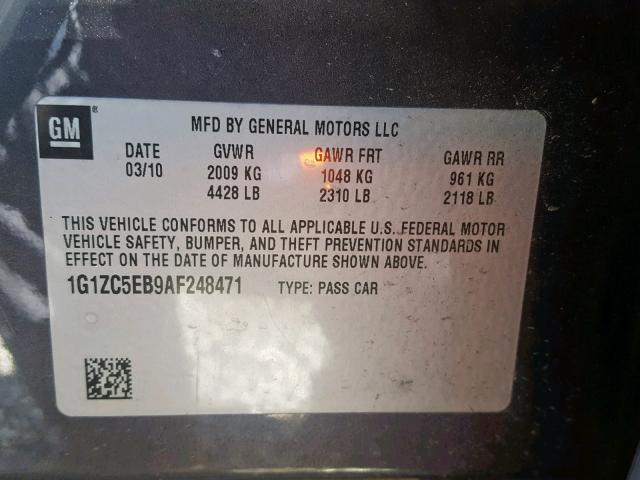 GM®
MFD BY GENERAL MOTORS LLC
DATE GVWR GAWR FRT GAWR RR
03/10 2009 KG 1048 KG 961 KG
4428 LB 2310 LB 2118 LB
THIS VEHICLE CONFORMS TO ALL APPLICABLE U.S. FEDERAL MOTOR
VEHICLE SAFETY, BUMPER, AND THEFT PREVENTION STANDARDS IN
EFFECT ON THE DATE OF MANUFACTURE SHOWN ABOVE.
1G1ZC5EB9AF248471 TYPE: PASS CAR